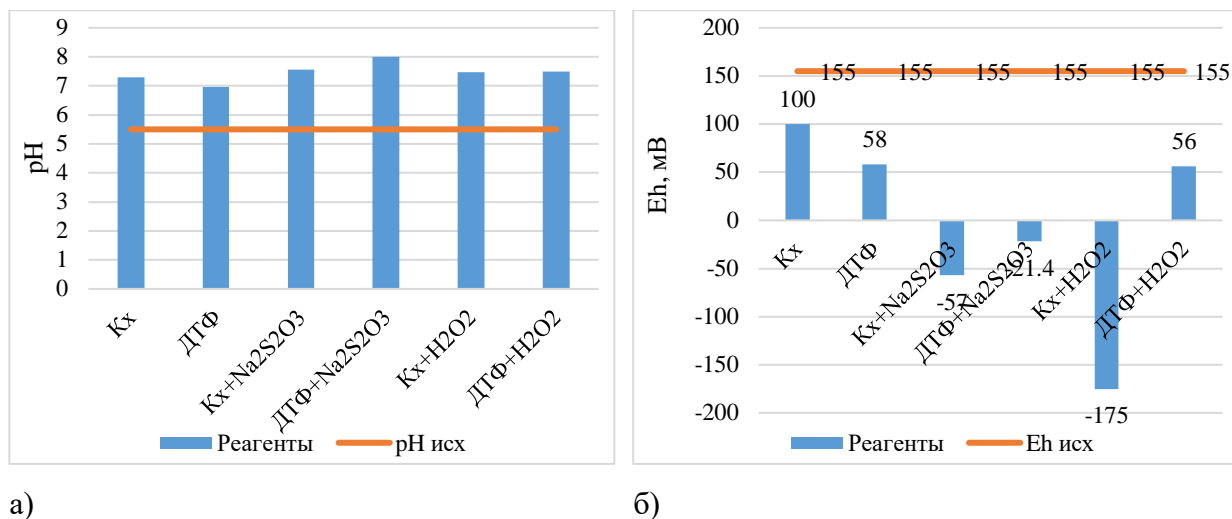 9
8
7
6
5
4
3
2
1
0
pH
Кх
ДТФ
Кх+Na2S2O3
ДТФ+Na2S2O3
Кх+H2O2
ДТФ+H2O2
Реагенты
pH исх
200
150
100
50
0
-50
-100
-150
-200
Eh, мВ
155 155 155 155 155 155
100
58
-21.4
-175
56
Кх
ДТФ
Кх+Na2S2O3
ДТФ+Na2S2O3
Кх+H2O2
ДТФ+H2O2
Реагенты
Eh исх
а)
б)